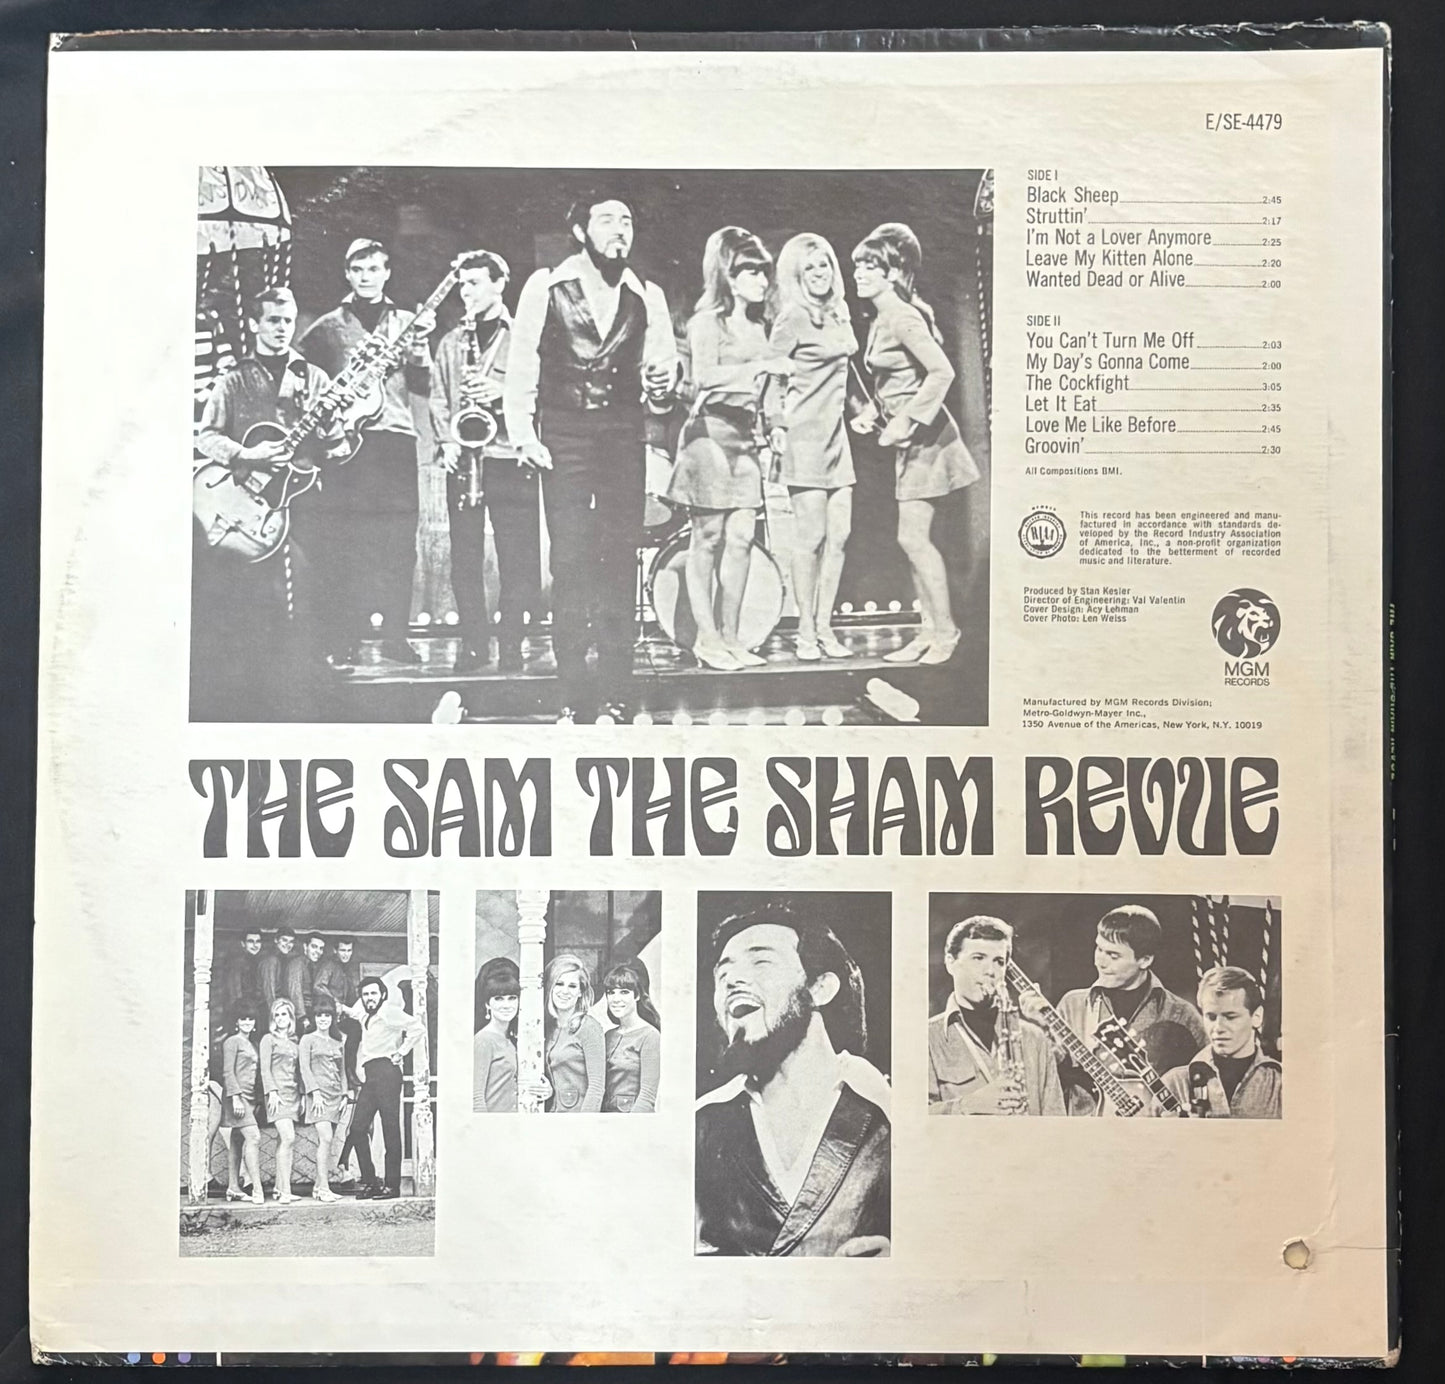 E/SE-4479
SIDE I
Black Sheep 2:45
Struttin' 2:17
I'm Not a Lover Anymore 2:25
Leave My Kitten Alone 2:20
Wanted Dead or Alive 2:00
SIDE II
You Can't Turn Me Off 2:03
My Day's Gonna Come 2:00
The Cockfight 3:05
Let It Eat 2:35
Love Me Like Before 2:45
Groovin' 2:30
All Compositions BMI.
This record has been engineered and manu-
factured in accordance with standards de-
veloped by the Record Industry Association
of America, Inc., a non-profit organization
dedicated to the betterment of recorded
music and literature.
Produced by Stan Kesler
Director of Engineering: Val Valentin
Cover Design: Acy Lehman
Cover Photo: Len Weiss
MGM
RECORDS
Manufactured by MGM Records Division;
Metro-Goldwyn-Mayer Inc.,
1350 Avenue of the Americas, New York, N.Y. 10019
THE SAM THE SHAM REVUE